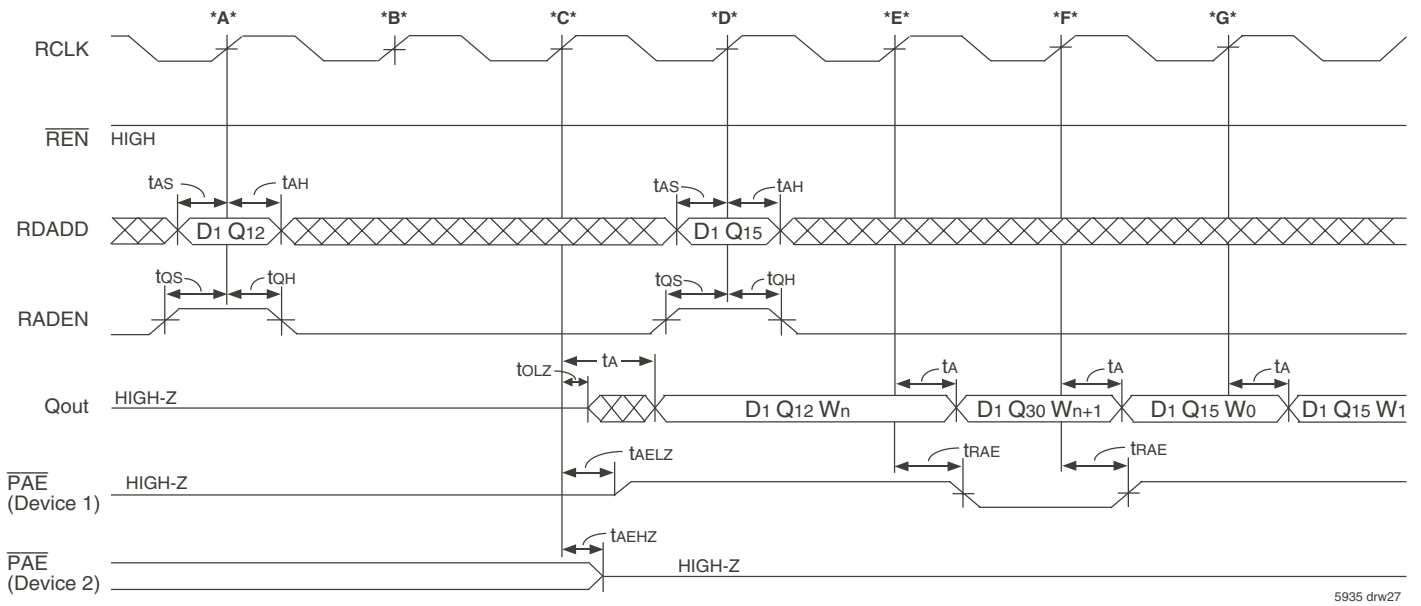 *A* *B* *C* *D* *E* *F* *G*
RCLK
REN HIGH
tAS tAH tAS tAH
RDADD D1 Q12 D1 Q15
tQS tQH tQS tQH
RADEN
tOLZ tA tA tA tA
Qout HIGH-Z D1 Q12 Wn D1 Q30 Wn+1 D1 Q15 W0 D1 Q15 W1
tAELZ tRAE tRAE
PAE HIGH-Z
(Device 1)
tAEHZ
PAE HIGH-Z
(Device 2)
5935 drw27